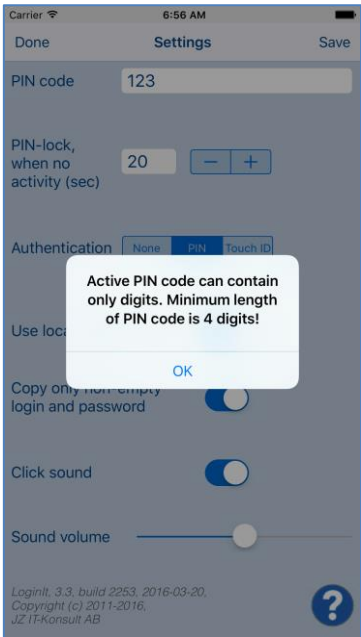 Carrier 6:56 AM
Done Settings Save
PIN code 123
PIN-lock,
when no
activity (sec)
20 − +
Authentication None PIN Touch ID
Active PIN code can contain
only digits. Minimum length
of PIN code is 4 digits!
OK
Use loca
Copy only non-empty
login and password
Click sound
Sound volume
LoginIt, 3.3, build 2253, 2016-03-20,
Copyright (c) 2011-
2016,
JZ IT-Konsult AB
?